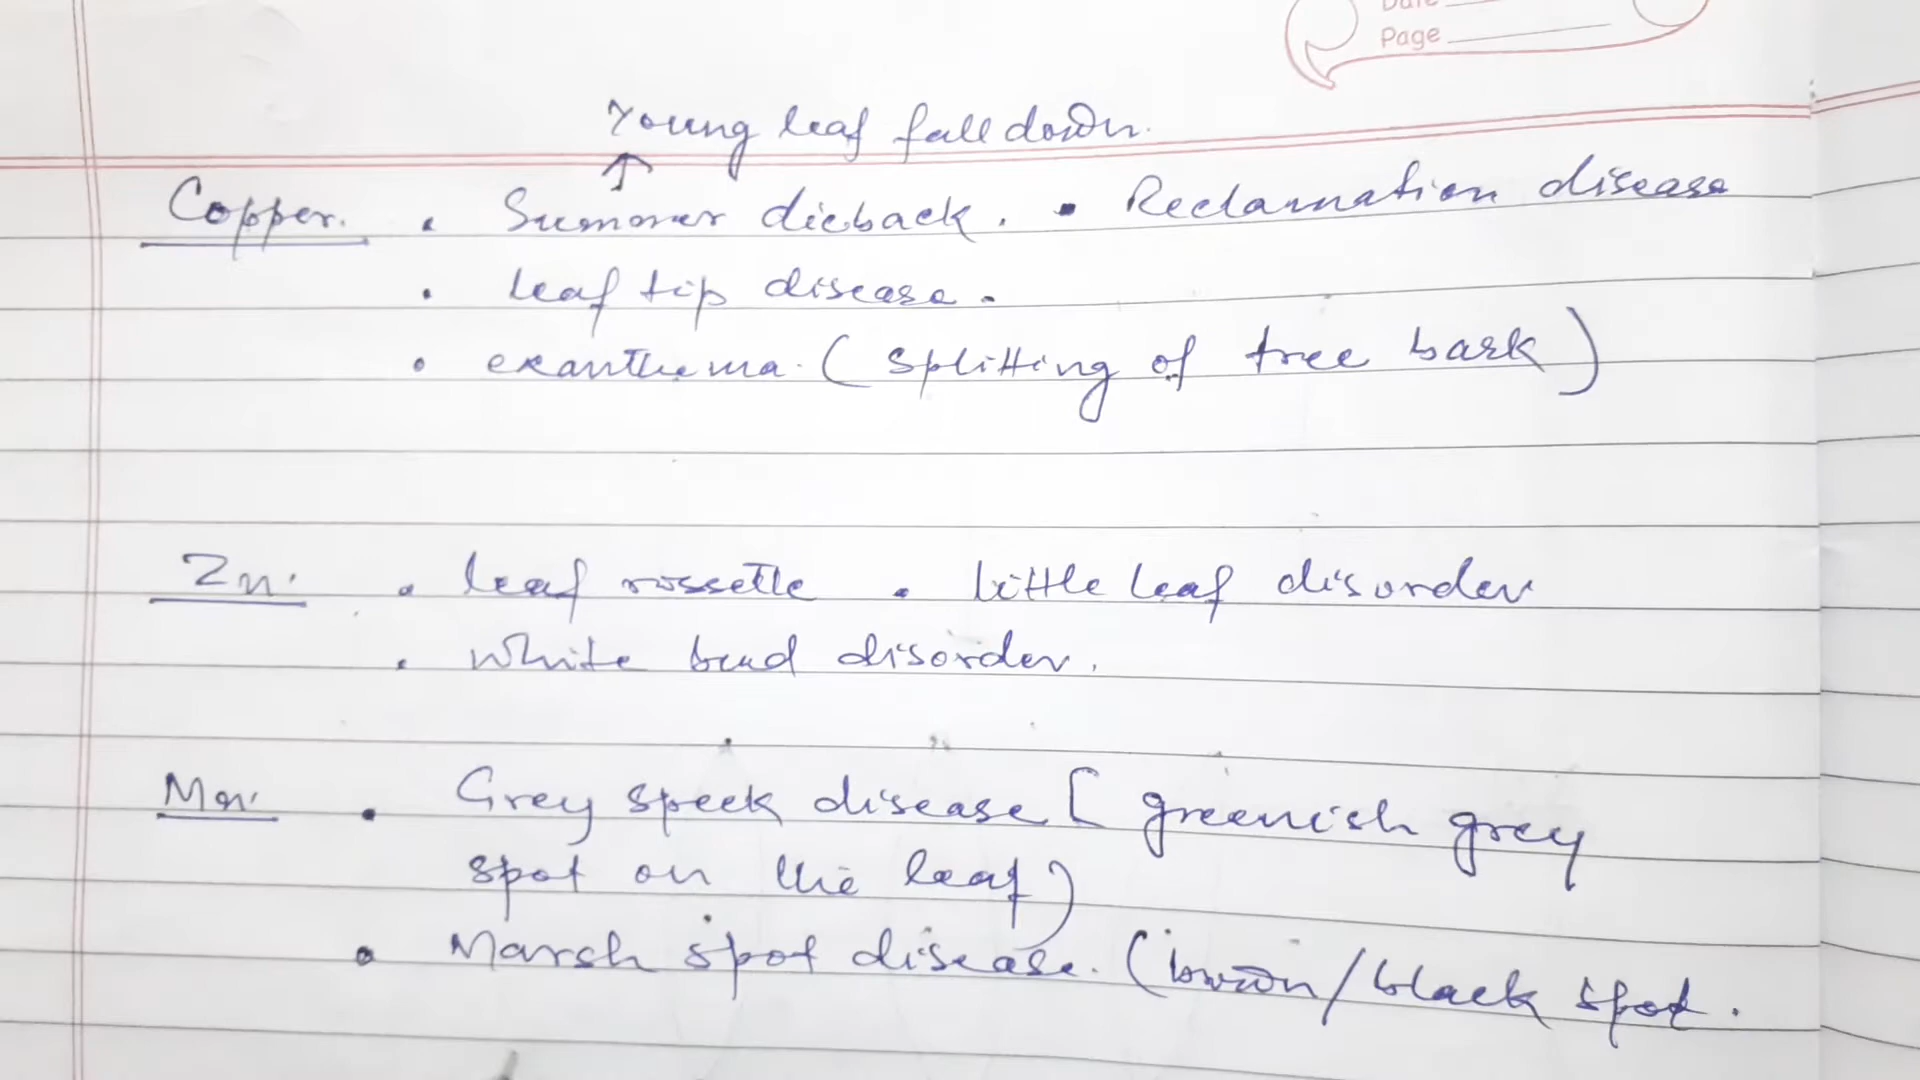 Date
Page
Young leaf fall down.
↑
Copper. • Summer dieback. • Reclamation disease
• leaf tip disease.
• exanthema. (splitting of tree bark)
Zn. • leaf rossette • little leaf disorder
• White bud disorder.
Mn. • Grey speek disease [greenish grey
spot on the leaf)
• Marsh spot disease. (brown/black spot.